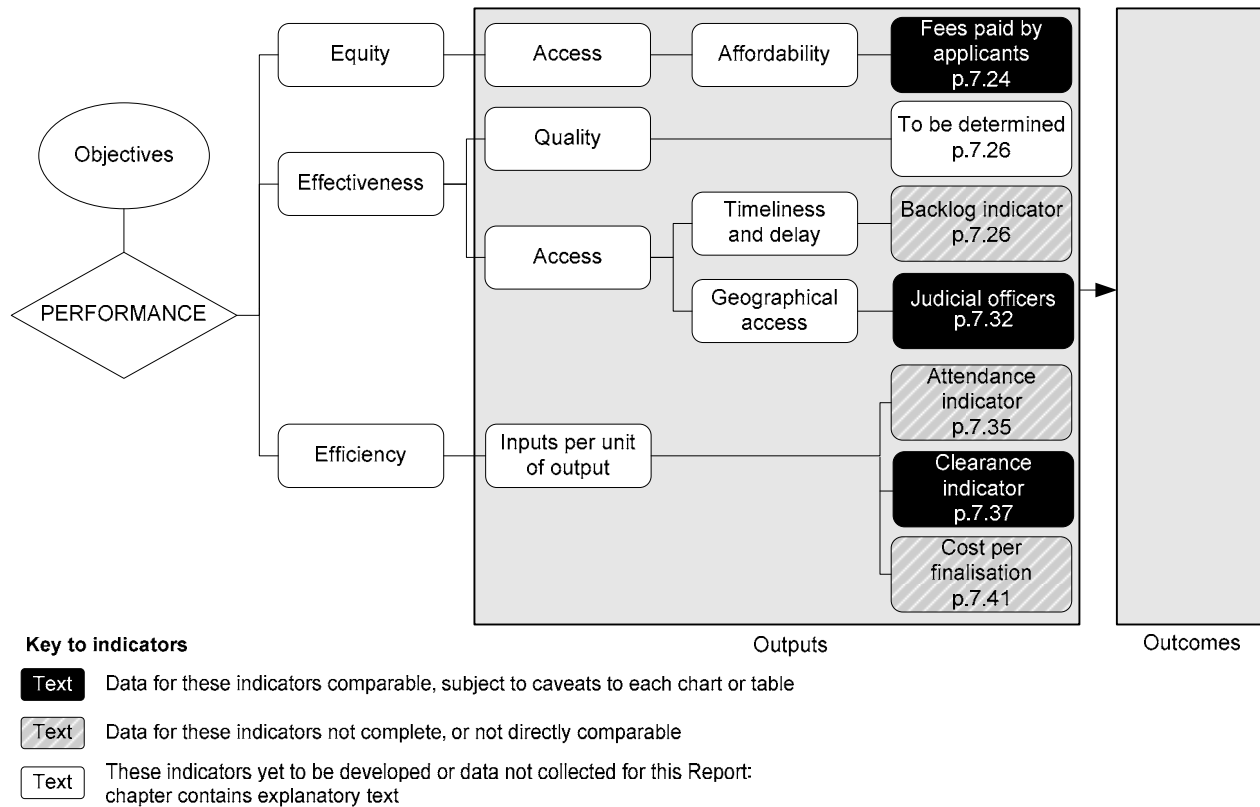 Objectives
PERFORMANCE
Equity
Access
Affordability
Fees paid by
applicants
p.7.24
Effectiveness
Quality
To be determined
p.7.26
Access
Timeliness
and delay
Backlog indicator
p.7.26
Geographical
access
Judicial officers
p.7.32
Efficiency
Inputs per unit
of output
Attendance
indicator
p.7.35
Clearance
indicator
p.7.37
Cost per
finalisation
p.7.41
Outputs
Outcomes
Key to indicators
Text
Data for these indicators comparable, subject to caveats to each chart or table
Text
Data for these indicators not complete, or not directly comparable
Text
These indicators yet to be developed or data not collected for this Report:
chapter contains explanatory text